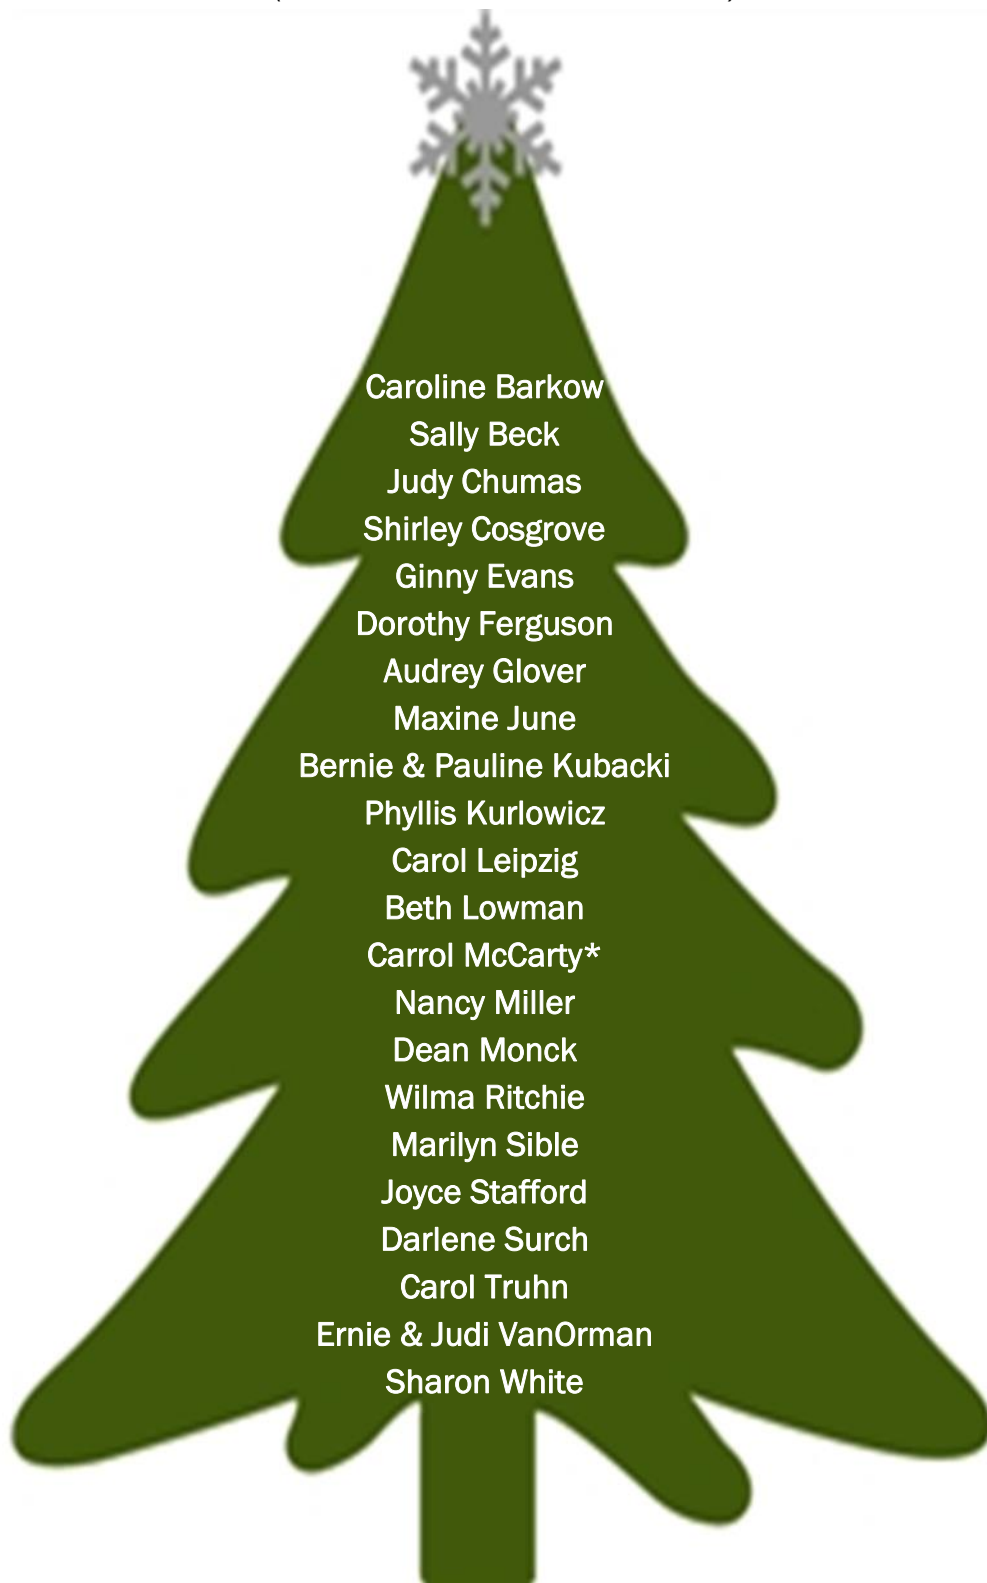 Caroline Barkow
Sally Beck
Judy Chumas
Shirley Cosgrove
Ginny Evans
Dorothy Ferguson
Audrey Glover
Maxine June
Bernie & Pauline Kubacki
Phyllis Kurlowicz
Carol Leipzig
Beth Lowman
Carrol McCarty*
Nancy Miller
Dean Monck
Wilma Ritchie
Marilyn Sible
Joyce Stafford
Darlene Surch
Carol Truhn
Ernie & Judi VanOrman
Sharon White